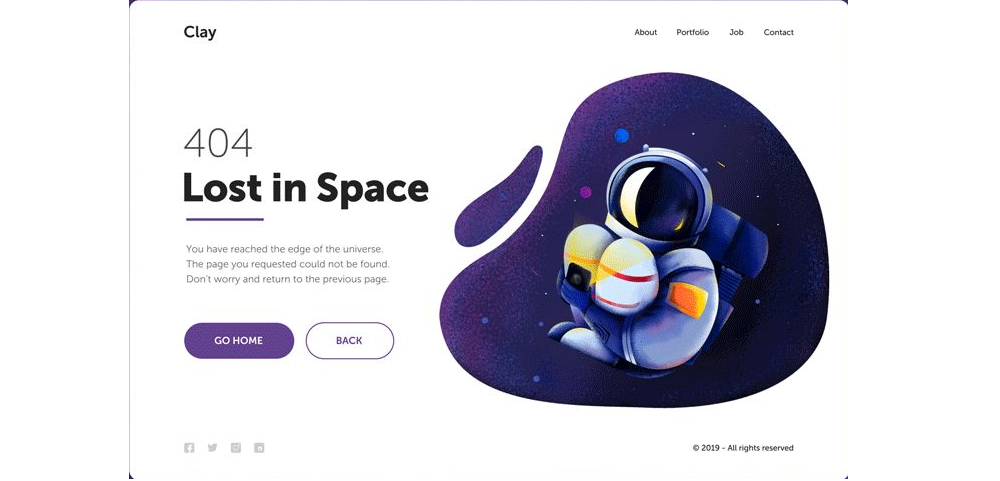 Clay
About Portfolio Job Contact
404
Lost in Space
You have reached the edge of the universe.
The page you requested could not be found.
Don't worry and return to the previous page.
GO HOME BACK
© 2019 - All rights reserved